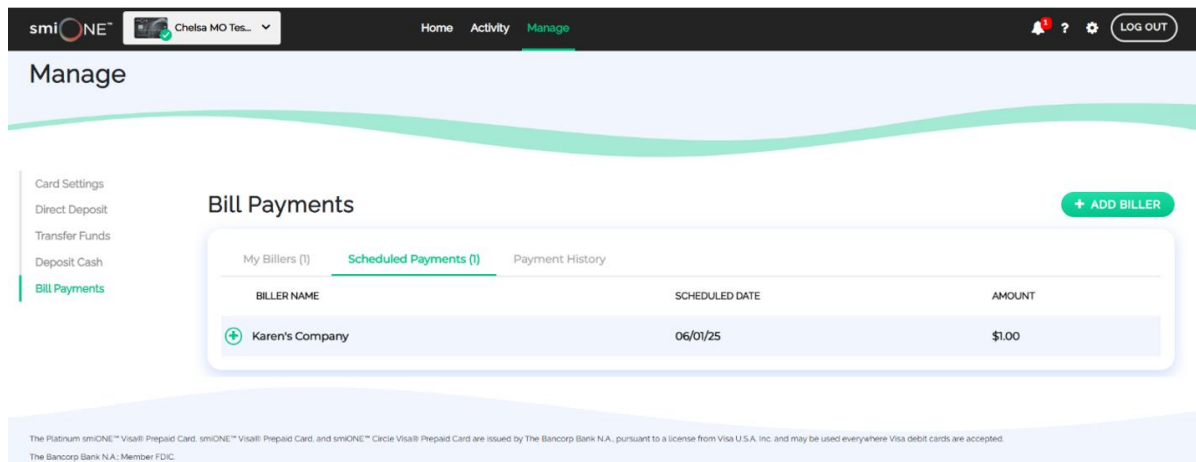 smiONE™ Chelsa MO Tes... Home Activity Manage 1 ? LOG OUT
Manage
Card Settings
Direct Deposit
Transfer Funds
Deposit Cash
Bill Payments
Bill Payments
+ ADD BILLER
My Billers (1) Scheduled Payments (1) Payment History
BILLER NAME SCHEDULED DATE AMOUNT
Karen's Company 06/01/25 $1.00
The Platinum smiONE™ Visa® Prepaid Card, smiONE™ Visa® Prepaid Card, and smiONE™ Circle Visa® Prepaid Card are issued by The Bancorp Bank N.A., pursuant to a license from Visa U.S.A. Inc. and may be used everywhere Visa debit cards are accepted.
The Bancorp Bank N.A.; Member FDIC.